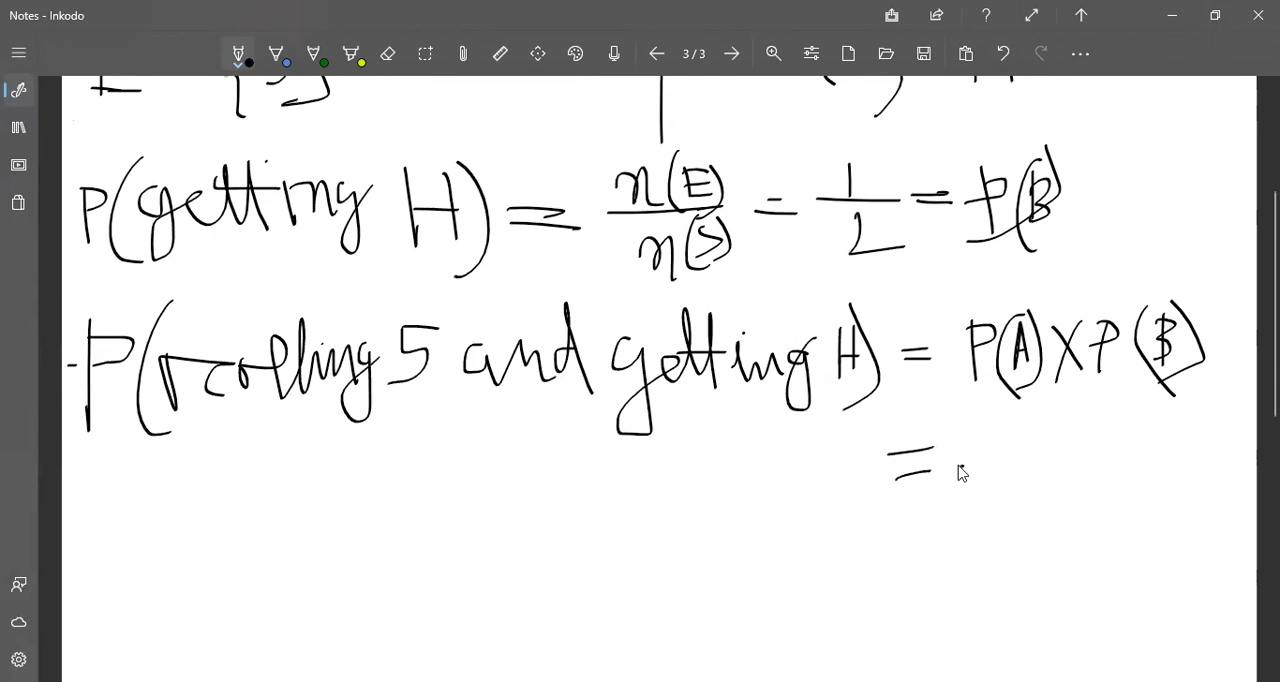 Notes - Inkodo
3/3
P(getting H) = n(E)/n(S) = 1/2 = P(B)
P(rolling 5 and getting H) = P(A) X P(B)
=